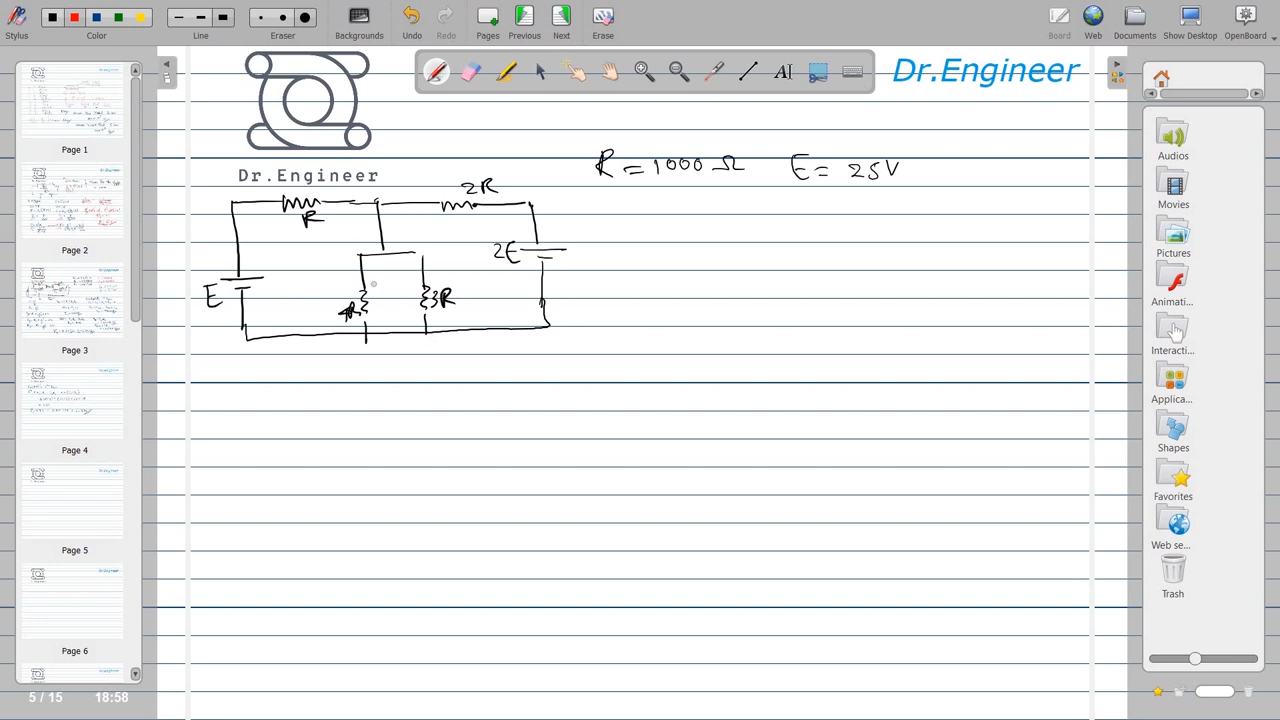 Stylus
Color
Line
Eraser
Backgrounds
Undo
Redo
Pages
Previous
Next
Erase
Board
Web
Documents
Show Desktop
OpenBoard
Dr.Engineer
Dr.Engineer
R = 1000 Ω E = 25V
2R
R
2E
E
3R
Page 1
Page 2
Page 3
Page 4
Page 5
Page 6
5 / 15 18:58
Audios
Movies
Pictures
Animati...
Interacti...
Applica...
Shapes
Favorites
Web se...
Trash